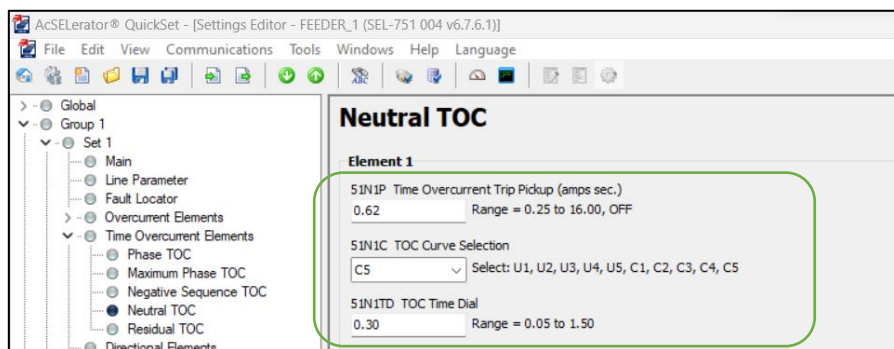 AcSELerator® QuickSet - [Settings Editor - FEEDER_1 (SEL-751 004 v6.7.6.1)]
File Edit View Communications Tools Windows Help Language
Global
Group 1
Set 1
Main
Line Parameter
Fault Locator
Overcurrent Elements
Time Overcurrent Elements
Phase TOC
Maximum Phase TOC
Negative Sequence TOC
Neutral TOC
Residual TOC
Directional Elements
Neutral TOC
Element 1
51N1P Time Overcurrent Trip Pickup (amps sec.)
0.62 Range = 0.25 to 16.00, OFF
51N1C TOC Curve Selection
C5 Select: U1, U2, U3, U4, U5, C1, C2, C3, C4, C5
51N1TD TOC Time Dial
0.30 Range = 0.05 to 1.50